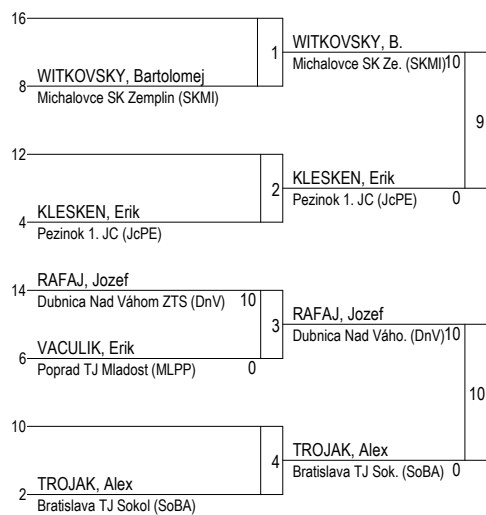 16
1
WITKOVSKY, B.
Michalovce SK Ze. (SKMI) 10
8
WITKOVSKY, Bartolomej
Michalovce SK Zemplin (SKMI)
9
12
2
KLESKEN, Erik
Pezinok 1. JC (JcPE) 0
4
KLESKEN, Erik
Pezinok 1. JC (JcPE)
14
RAFAJ, Jozef
Dubnica Nad Váhom ZTS (DnV) 10
3
RAFAJ, Jozef
Dubnica Nad Váho. (DnV) 10
6
VACULIK, Erik
Poprad TJ Mladost (MLPP) 0
10
10
4
TROJAK, Alex
Bratislava TJ Sok. (SoBA) 0
2
TROJAK, Alex
Bratislava TJ Sokol (SoBA)